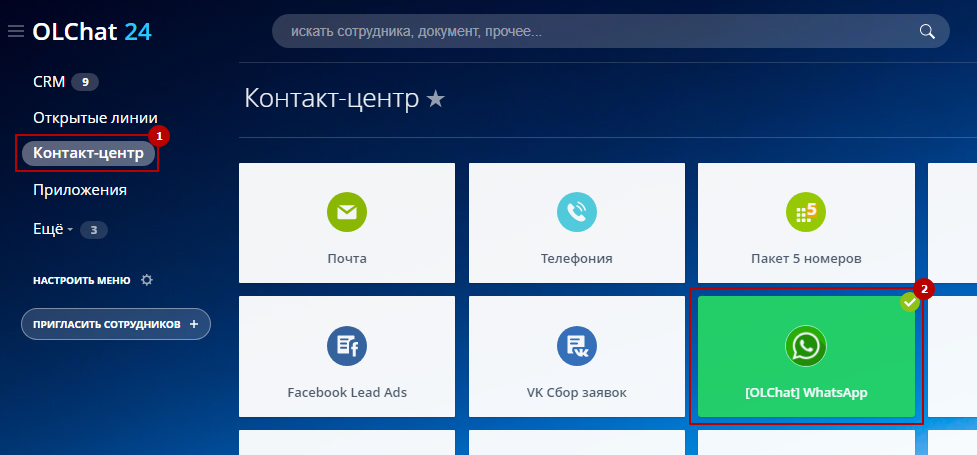 OLChat 24
искать сотрудника, документ, прочее...
CRM 9
Открытые линии
1
Контакт-центр
Приложения
Ещё 3
НАСТРОИТЬ МЕНЮ
ПРИГЛАСИТЬ СОТРУДНИКОВ +
Контакт-центр
Почта
Телефония
5
Пакет 5 номеров
2
Facebook Lead Ads
VK Сбор заявок
[OLChat] WhatsApp